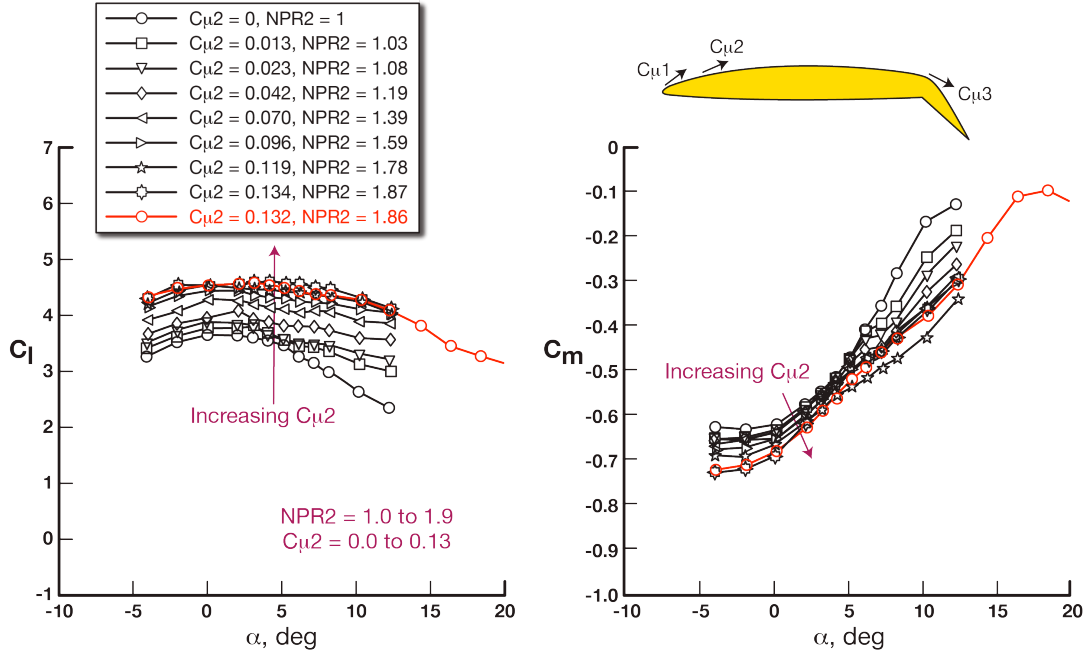 Cμ2 = 0, NPR2 = 1
Cμ2 = 0.013, NPR2 = 1.03
Cμ2 = 0.023, NPR2 = 1.08
Cμ2 = 0.042, NPR2 = 1.19
Cμ2 = 0.070, NPR2 = 1.39
Cμ2 = 0.096, NPR2 = 1.59
Cμ2 = 0.119, NPR2 = 1.78
Cμ2 = 0.134, NPR2 = 1.87
Cμ2 = 0.132, NPR2 = 1.86
7
6
5
4
3
2
1
0
-1
Cl
-10
-5
0
5
10
15
20
α, deg
Increasing Cμ2
NPR2 = 1.0 to 1.9
Cμ2 = 0.0 to 0.13
Cμ1
Cμ2
Cμ3
0
-0.1
-0.2
-0.3
-0.4
-0.5
-0.6
-0.7
-0.8
-0.9
-1.0
Cm
-10
-5
0
5
10
15
20
α, deg
Increasing Cμ2